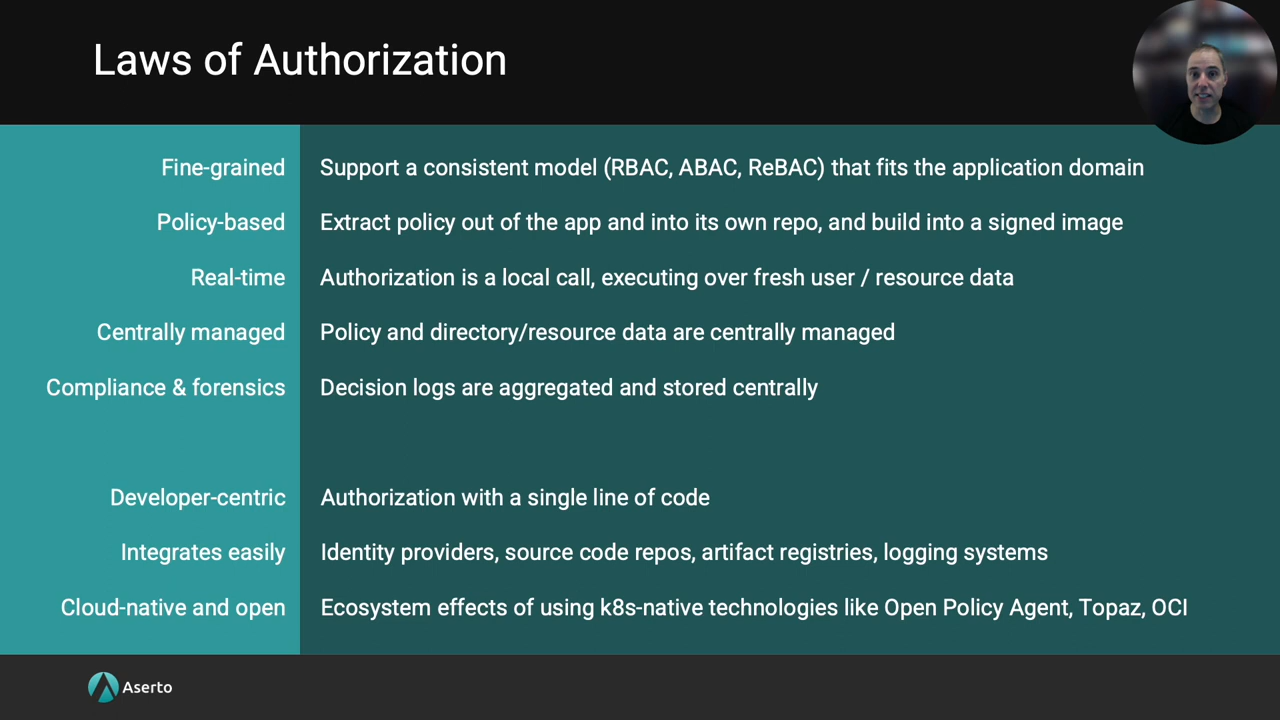 Laws of Authorization
Fine-grained Support a consistent model (RBAC, ABAC, ReBAC) that fits the application domain
Policy-based Extract policy out of the app and into its own repo, and build into a signed image
Real-time Authorization is a local call, executing over fresh user / resource data
Centrally managed Policy and directory/resource data are centrally managed
Compliance & forensics Decision logs are aggregated and stored centrally
Developer-centric Authorization with a single line of code
Integrates easily Identity providers, source code repos, artifact registries, logging systems
Cloud-native and open Ecosystem effects of using k8s-native technologies like Open Policy Agent, Topaz, OCI
Aserto